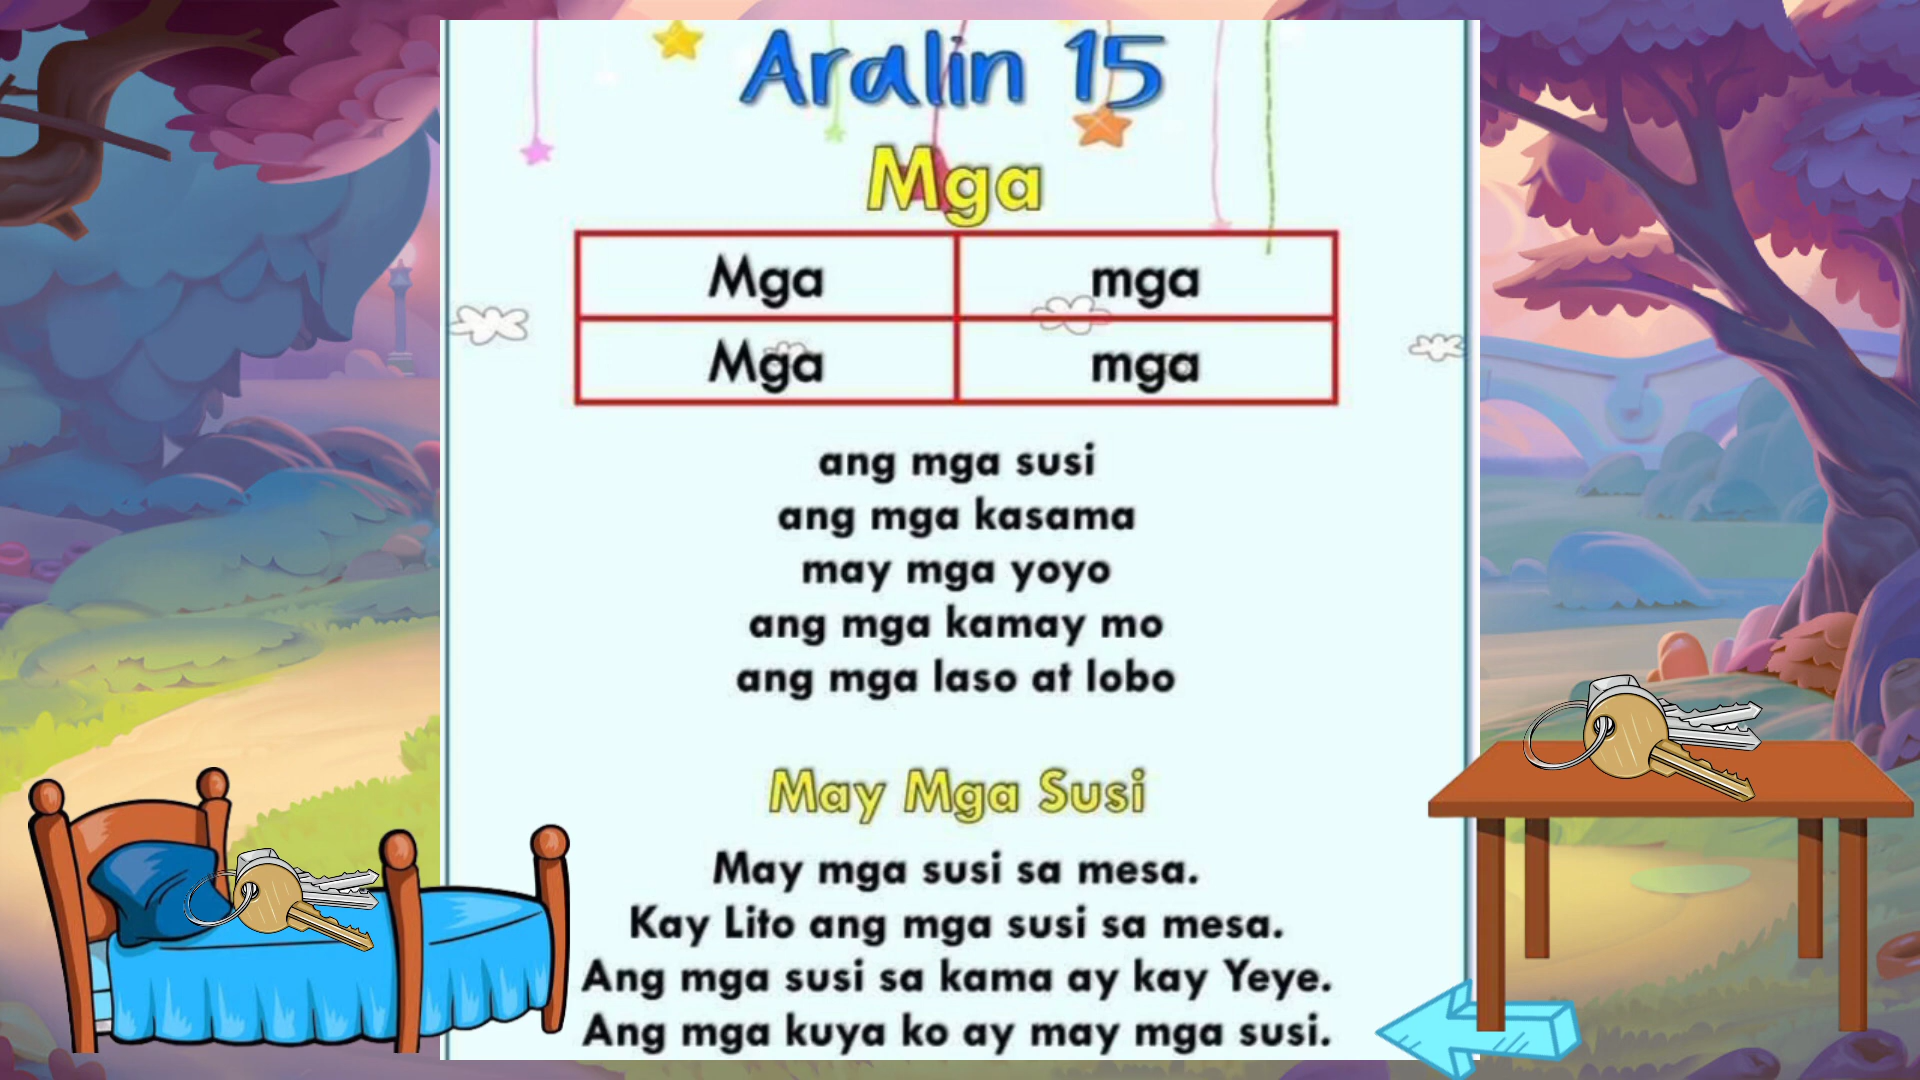 Aralin 15
Mga
Mga mga
Mga mga
ang mga susi
ang mga kasama
may mga yoyo
ang mga kamay mo
ang mga laso at lobo
May Mga Susi
May mga susi sa mesa.
Kay Lito ang mga susi sa mesa.
Ang mga susi sa kama ay kay Yeye.
Ang mga kuya ko ay may mga susi.